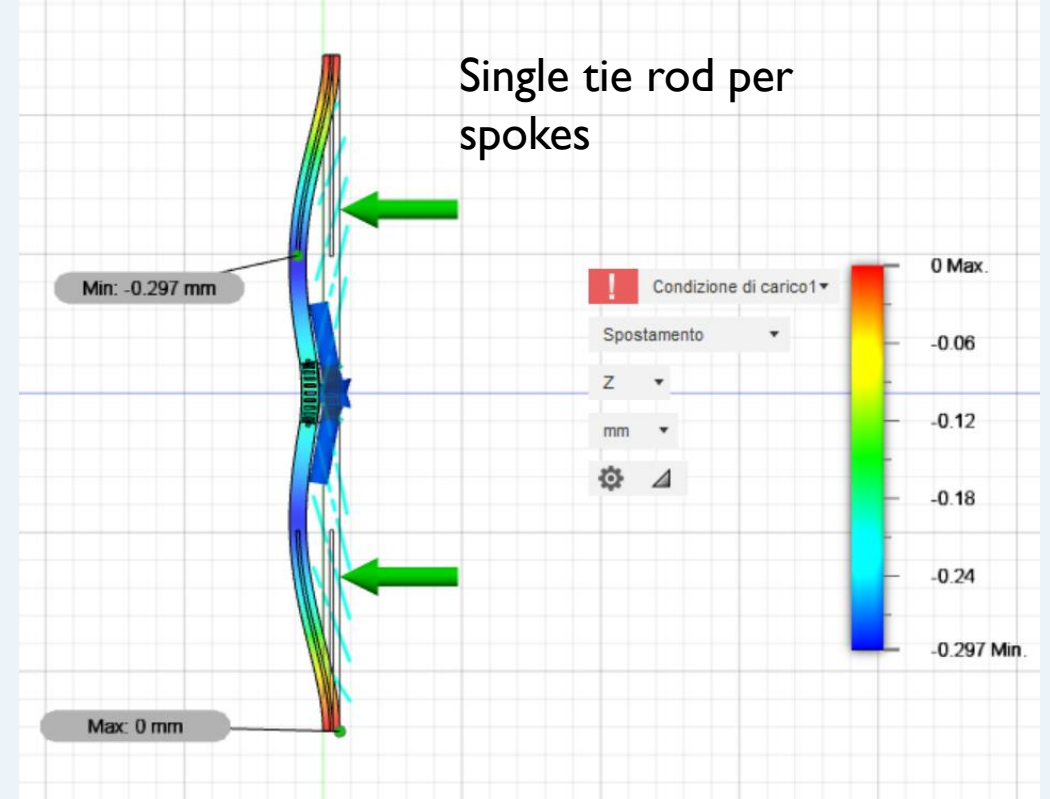 Single tie rod per
spokes
Min: -0.297 mm
Max: 0 mm
Condizione di carico1
Spostamento
Z
mm
0 Max.
-0.06
-0.12
-0.18
-0.24
-0.297 Min.